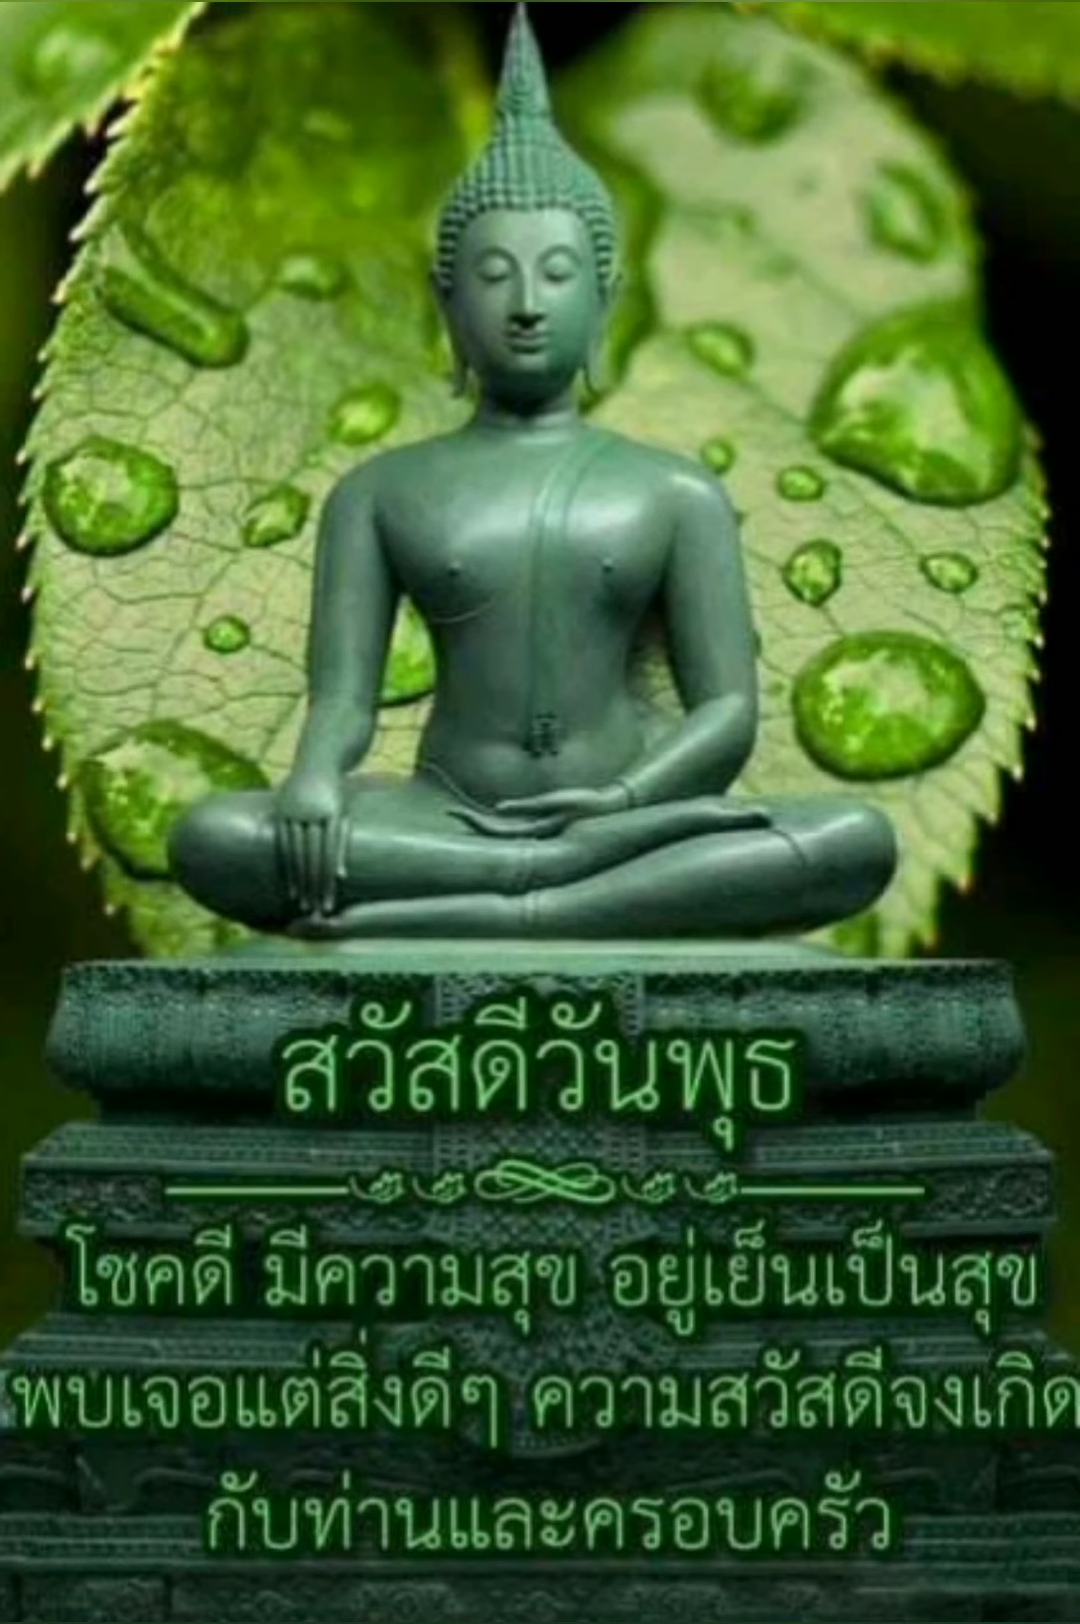 สวัสดีวันพุธ
โชคดี มีความสุข อยู่เย็นเป็นสุข
พบเจอแต่สิ่งดีๆ ความสวัสดีจงเกิด
กับท่านและครอบครัว